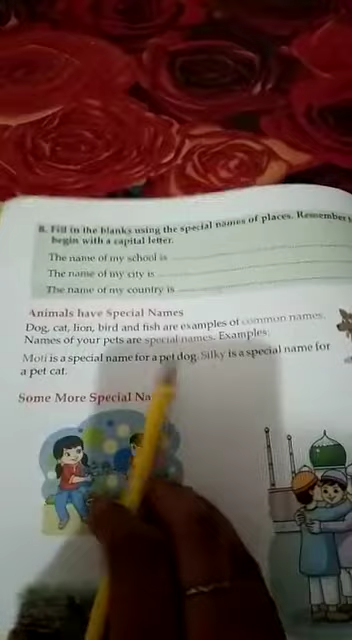 B. Fill in the blanks using the special names of places. Remember
begin with a capital letter.
The name of my school is
The name of my city is
The name of my country is
Animals have Special Names
Dog, cat, lion, bird and fish are examples of common names.
Names of your pets are special names. Examples:
Moti is a special name for a pet dog. Silky is a special name for
a pet cat.
Some More Special Na